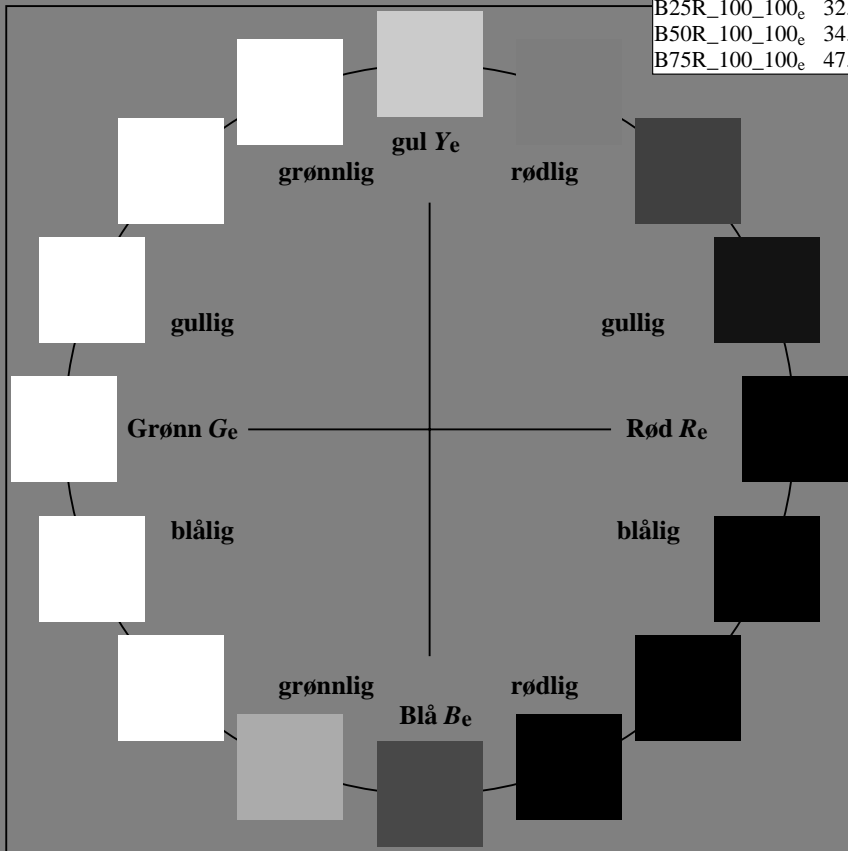 B25R_100_100e 32.
B50R_100_100e 34.
B75R_100_100e 47.
gul Ye
grønnlig rødlig
gullig gullig
Grønn Ge Rød Re
blålig blålig
grønnlig rødlig
Blå Be